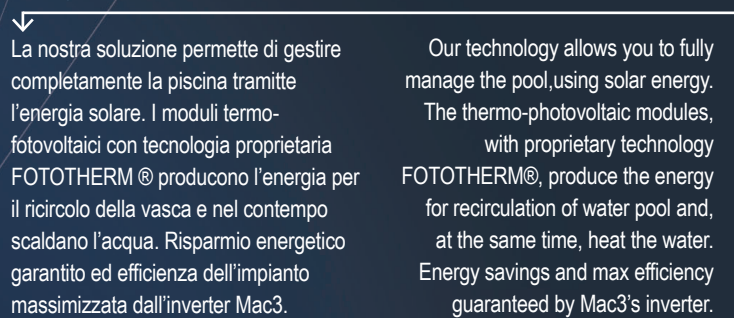 La nostra soluzione permette di gestire
completamente la piscina tramitte
l'energia solare. I moduli termo-
fotovoltaici con tecnologia proprietaria
FOTOTHERM ® producono l'energia per
il ricircolo della vasca e nel contempo
scaldano l'acqua. Risparmio energetico
garantito ed efficienza dell'impianto
massimizzata dall'inverter Mac3.
Our technology allows you to fully
manage the pool,using solar energy.
The thermo-photovoltaic modules,
with proprietary technology
FOTOTHERM®, produce the energy
for recirculation of water pool and,
at the same time, heat the water.
Energy savings and max efficiency
guaranteed by Mac3's inverter.